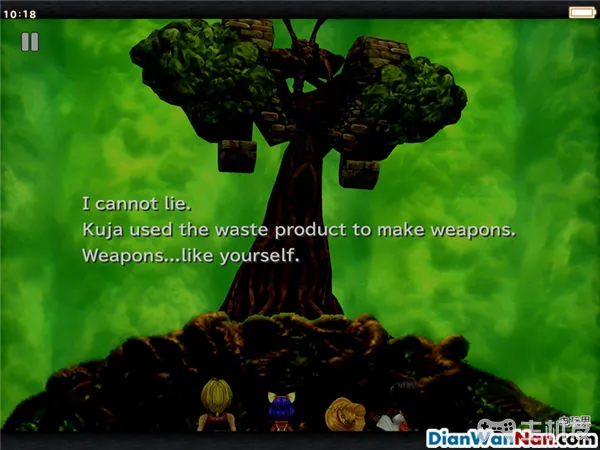 10:18
I cannot lie.
Kuja used the waste product to make weapons.
Weapons...like yourself.
DianWanNan.com